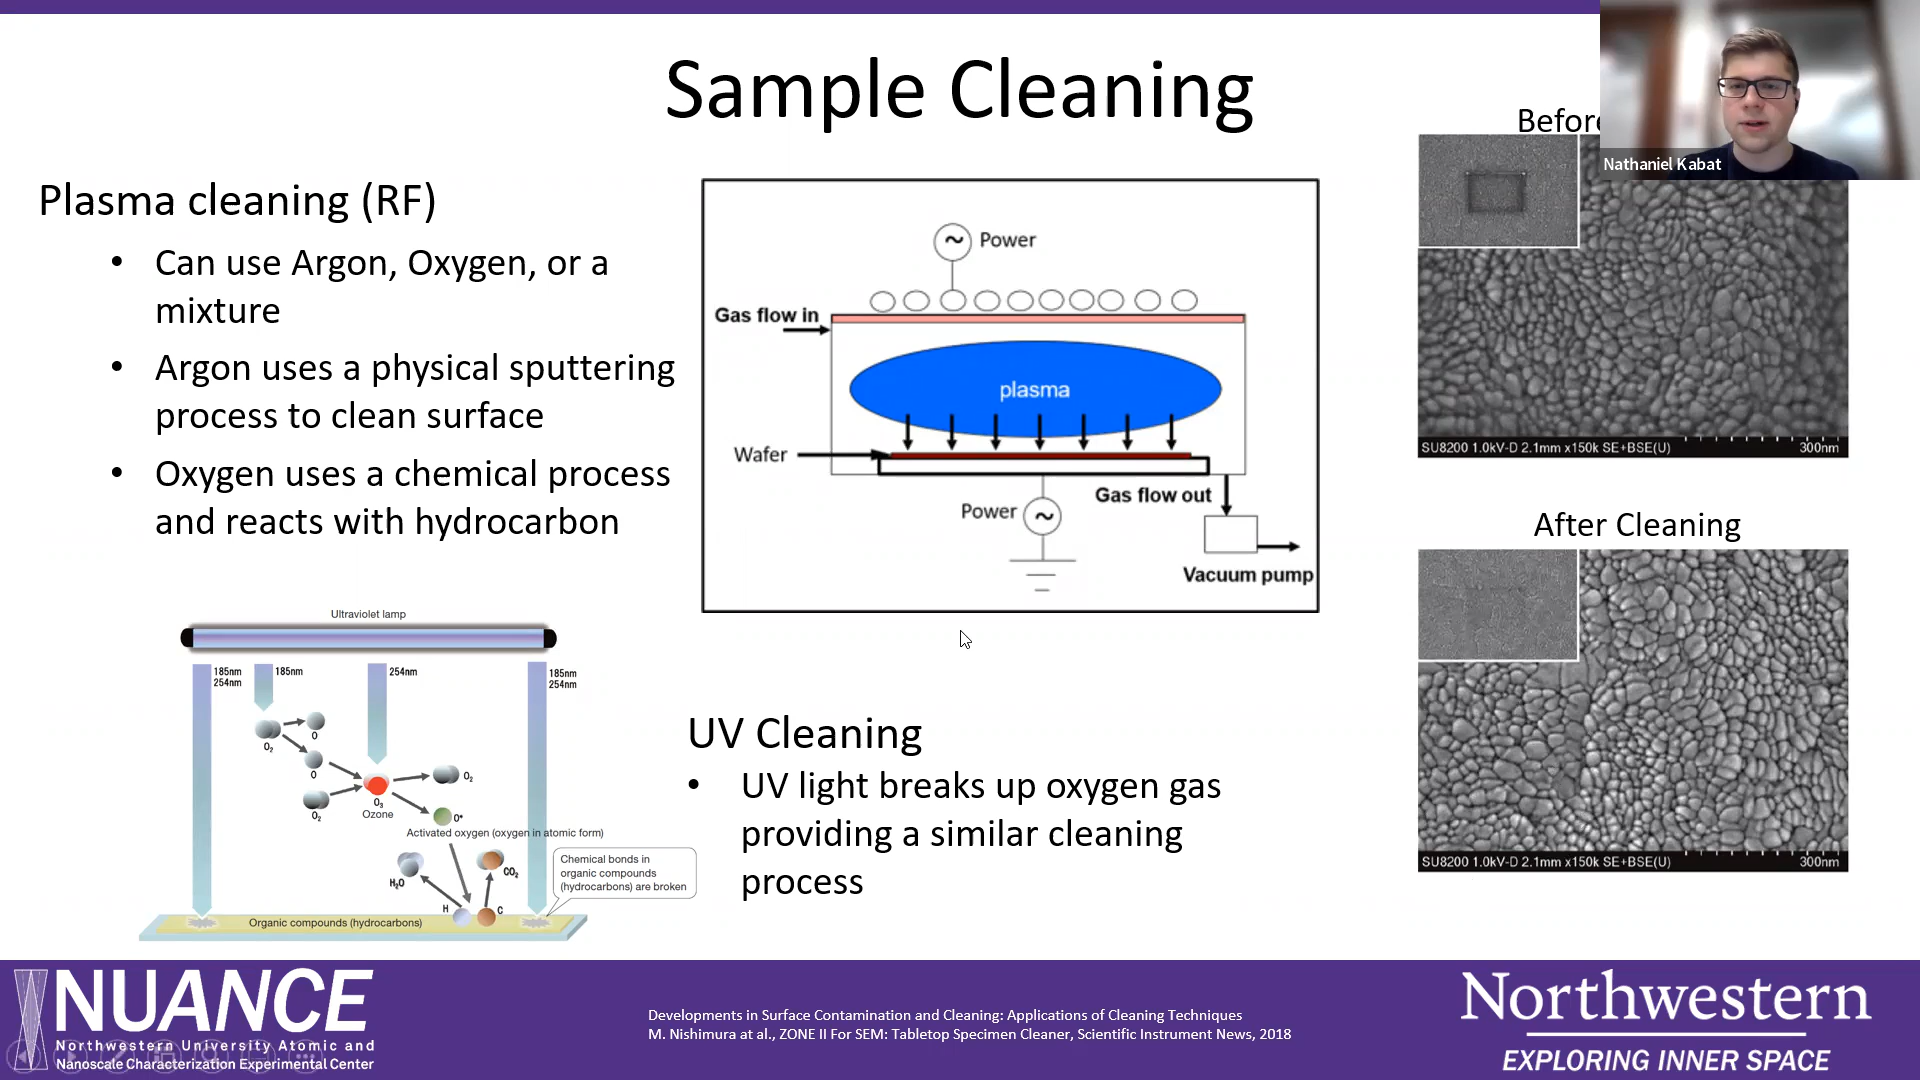 Sample Cleaning
Nathaniel Kabat
Plasma cleaning (RF)
• Can use Argon, Oxygen, or a
mixture
• Argon uses a physical sputtering
process to clean surface
• Oxygen uses a chemical process
and reacts with hydrocarbon
Power
Gas flow in
plasma
Wafer
Power
Gas flow out
Vacuum pump
SU8200 1.0kV-D 2.1mm x150k SE+BSE(U) 300nm
After Cleaning
SU8200 1.0kV-D 2.1mm x150k SE+BSE(U) 300nm
Ultraviolet lamp
185nm
254nm
185nm
254nm
185nm
254nm
O₂
O
O
O₂
O₃
Ozone
O₂
O*
Activated oxygen (oxygen in atomic form)
H₂O
CO₂
H
C
Chemical bonds in
organic compounds
(hydrocarbons) are broken
Organic compounds (hydrocarbons)
UV Cleaning
• UV light breaks up oxygen gas
providing a similar cleaning
process
NUANCE
Northwestern University Atomic and
Nanoscale Characterization Experimental Center
Developments in Surface Contamination and Cleaning: Applications of Cleaning Techniques
M. Nishimura at al., ZONE II For SEM: Tabletop Specimen Cleaner, Scientific Instrument News, 2018
Northwestern
EXPLORING INNER SPACE